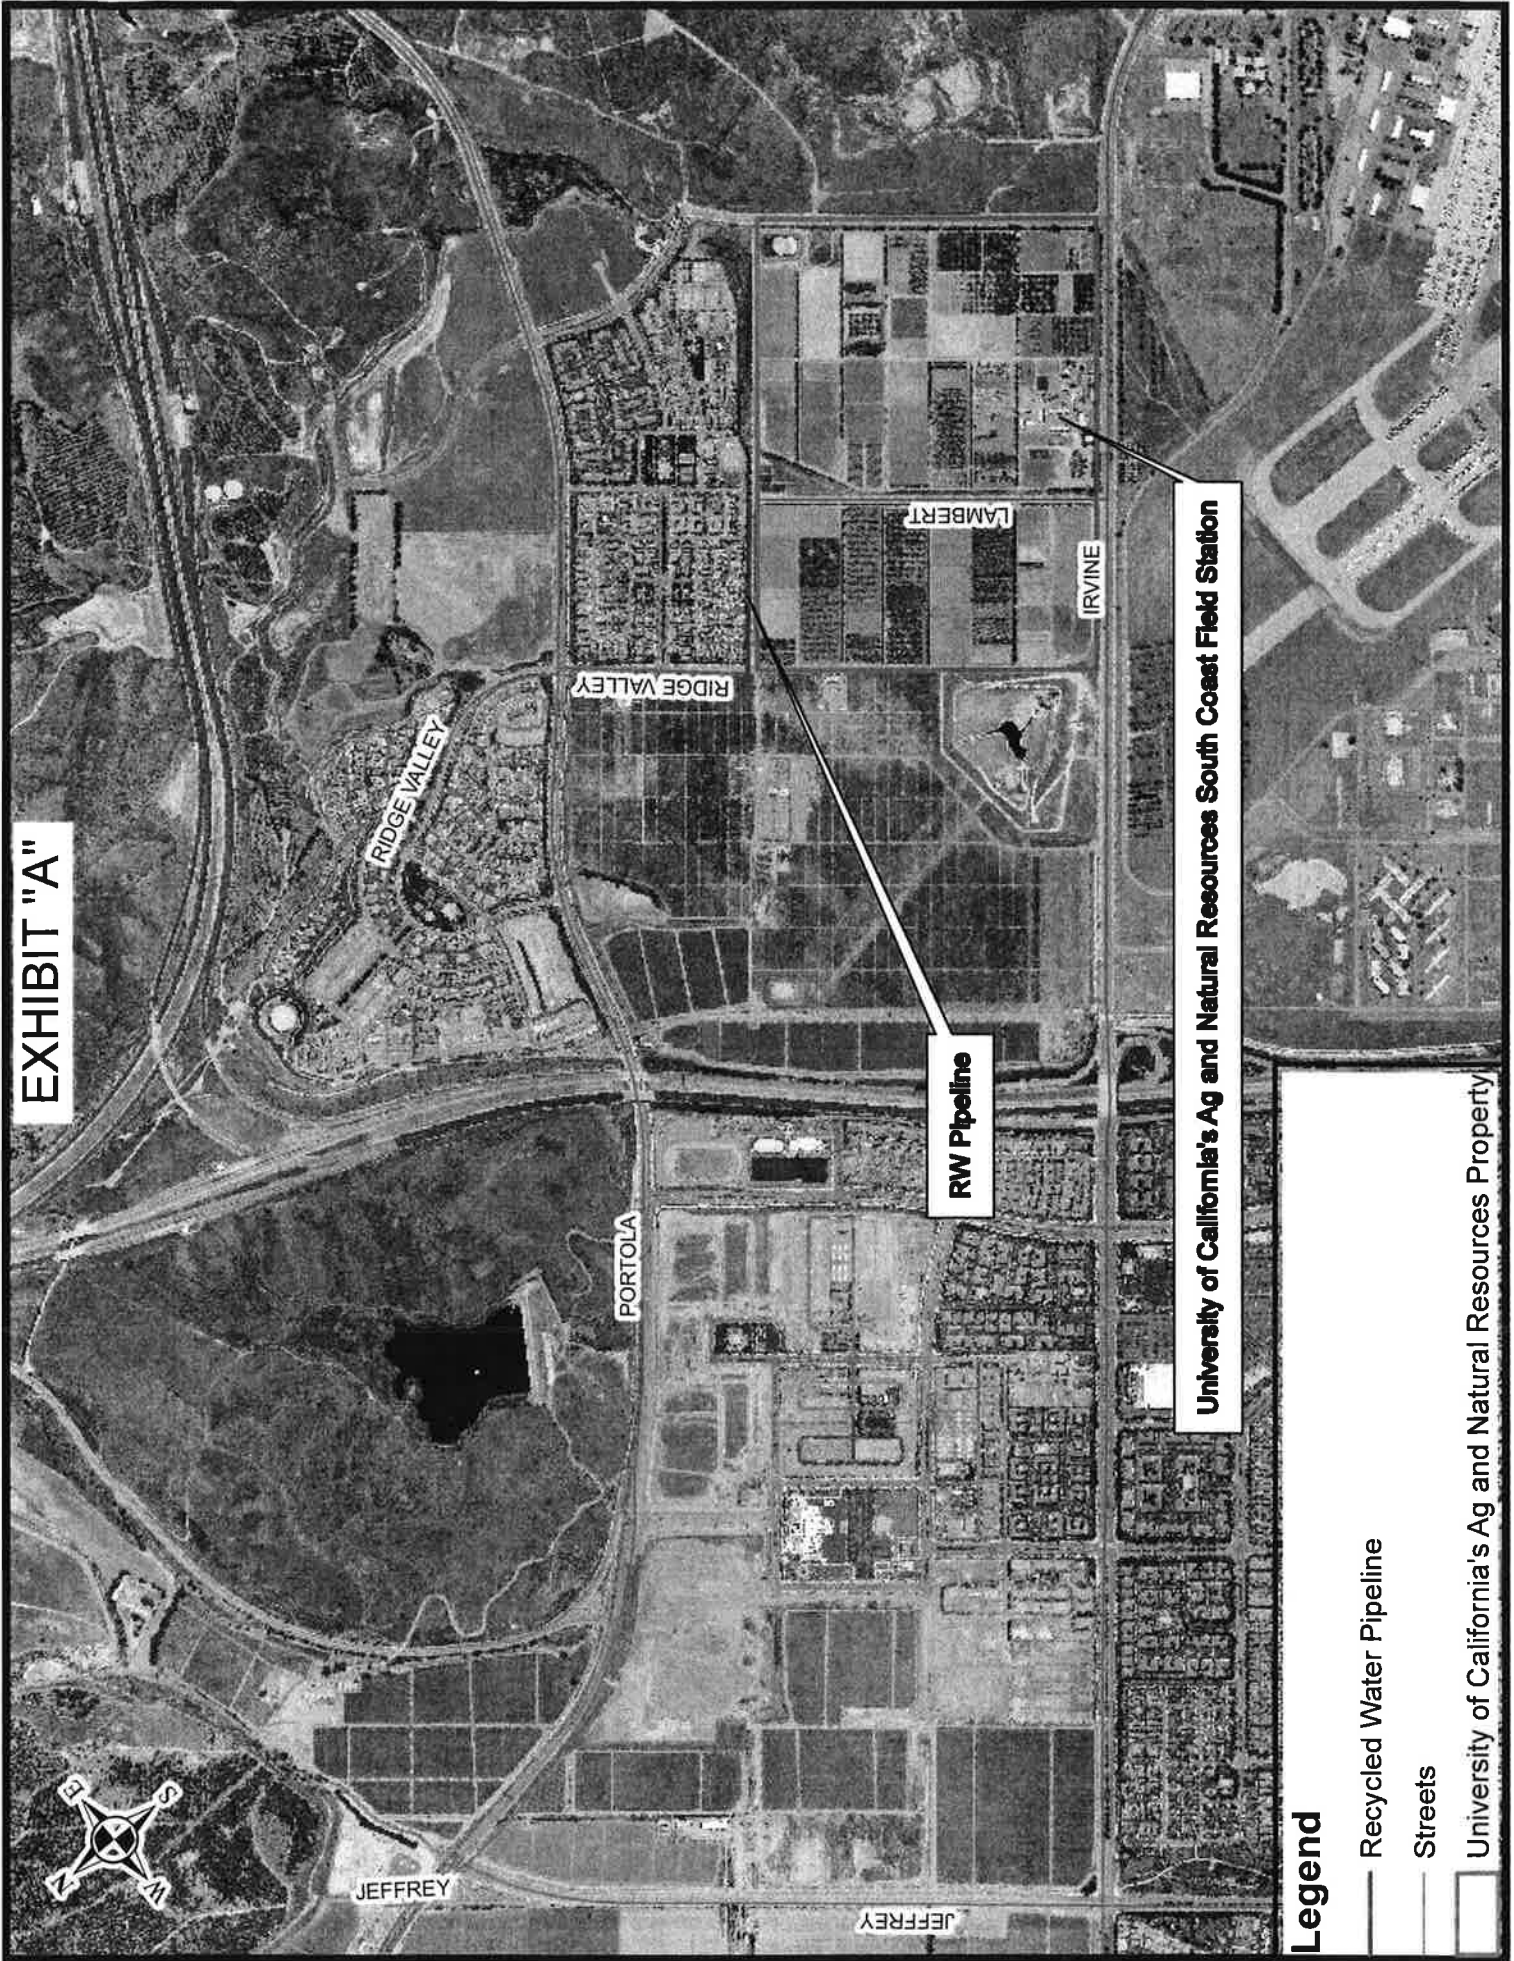 EXHIBIT "A"
N
E
S
W
RIDGE VALLEY
RIDGE VALLEY
PORTOLA
JEFFREY
JEFFREY
LAMBERT
IRVINE
RW Pipeline
University of California's Ag and Natural Resources South Coast Field Station
Legend
Recycled Water Pipeline
Streets
University of California's Ag and Natural Resources Property